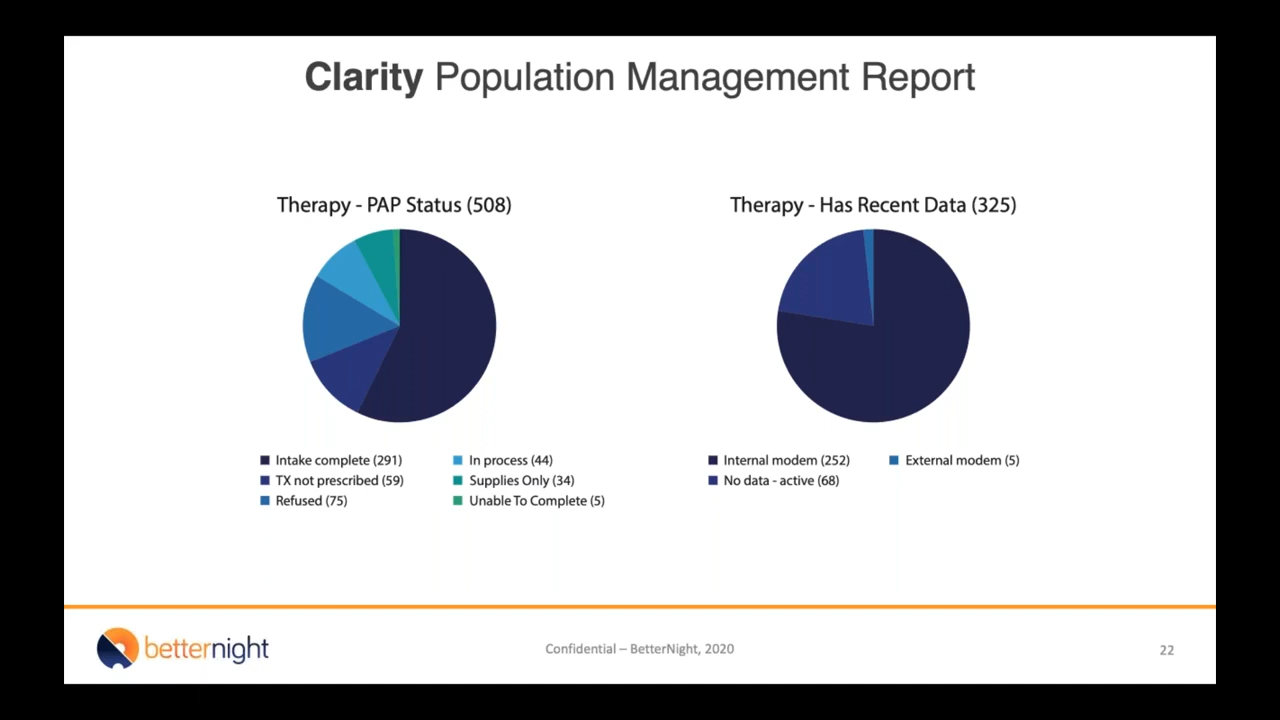 Clarity Population Management Report
Therapy - PAP Status (508)
Intake complete (291)
TX not prescribed (59)
Refused (75)
In process (44)
Supplies Only (34)
Unable To Complete (5)
Therapy - Has Recent Data (325)
Internal modem (252)
No data - active (68)
External modem (5)
betternight
Confidential – BetterNight, 2020
22